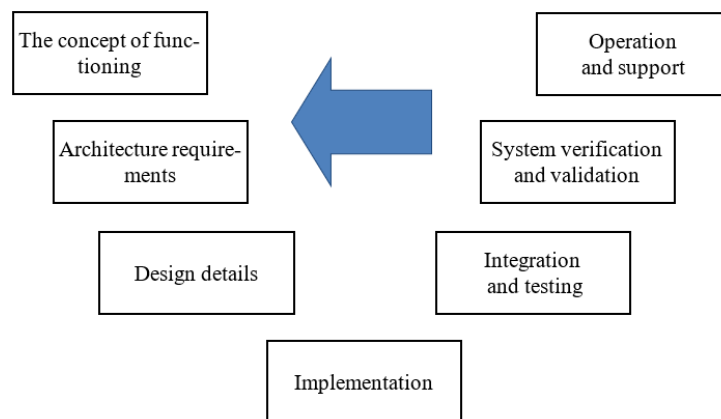 The concept of func-
tioning
Operation
and support
Architecture require-
ments
System verification
and validation
Design details
Integration
and testing
Implementation